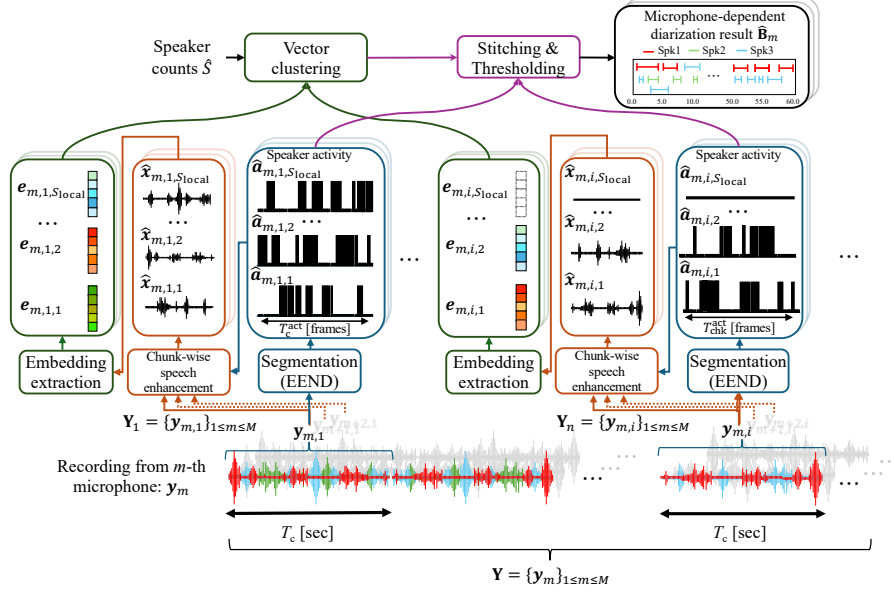 Speaker
counts Ŝ
Vector
clustering
Stitching &
Thresholding
Microphone-dependent
diarization result B̂_m
Spk1 Spk2 Spk3
...
0.0 5.0 10.0 50.0 55.0 60.0
e_{m,1,S_local}
...
e_{m,1,2}
e_{m,1,1}
x̂_{m,1,S_local}
...
x̂_{m,1,2}
x̂_{m,1,1}
Speaker activity
â_{m,1,S_local}
...
â_{m,1,2}
â_{m,1,1}
T_c^act [frames]
...
e_{m,i,S_local}
...
e_{m,i,2}
e_{m,i,1}
x̂_{m,i,S_local}
...
x̂_{m,i,2}
x̂_{m,i,1}
Speaker activity
â_{m,i,S_local}
...
â_{m,i,2}
â_{m,i,1}
T_chk^act [frames]
...
Embedding
extraction
Chunk-wise
speech
enhancement
Segmentation
(EEND)
Embedding
extraction
Chunk-wise
speech
enhancement
Segmentation
(EEND)
Y_1 = {y_{m,1}}_{1≤m≤M}
y_{m,1}
Y_n = {y_{m,i}}_{1≤m≤M}
y_{m,i}
Recording from m-th
microphone: y_m
...
...
...
...
T_c [sec]
T_c [sec]
Y = {y_m}_{1≤m≤M}